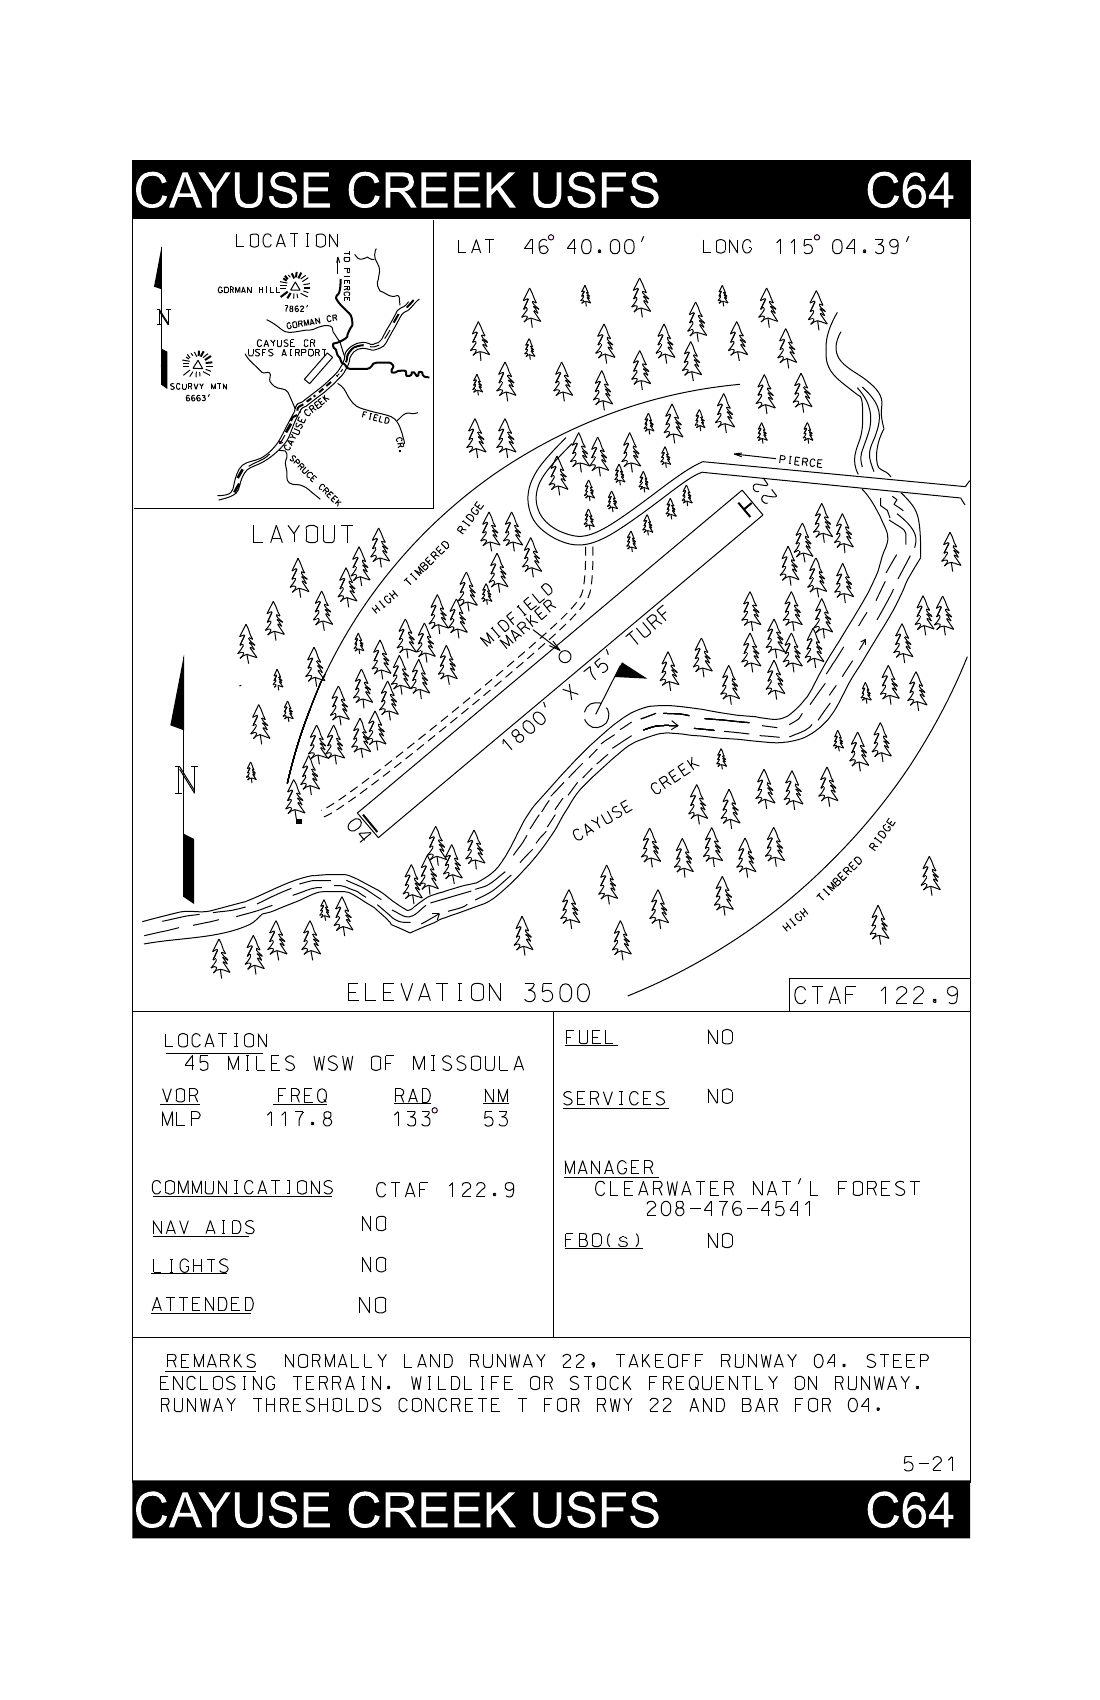 CAYUSE CREEK USFS C64
LOCATION
LAT 46° 40.00' LONG 115° 04.39'
TO PIERCE
GORMAN HILL
7862'
GORMAN CR
N
CAYUSE CR
USFS AIRPORT
SCURVY MTN
6663'
CAYUSE CREEK
FIELD CR.
SPRUCE CREEK
LAYOUT
PIERCE
22
HIGH TIMBERED RIDGE
MIDFIELD
MARKER
1800' X 75' TURF
N
04
CAYUSE CREEK
HIGH TIMBERED RIDGE
ELEVATION 3500
CTAF 122.9
LOCATION
45 MILES WSW OF MISSOULA
VOR FREQ RAD NM
MLP 117.8 133° 53
COMMUNICATIONS CTAF 122.9
NAV AIDS NO
LIGHTS NO
ATTENDED NO
FUEL NO
SERVICES NO
MANAGER
CLEARWATER NAT'L FOREST
208-476-4541
FBO(s) NO
REMARKS NORMALLY LAND RUNWAY 22, TAKEOFF RUNWAY 04. STEEP
ENCLOSING TERRAIN. WILDLIFE OR STOCK FREQUENTLY ON RUNWAY.
RUNWAY THRESHOLDS CONCRETE T FOR RWY 22 AND BAR FOR 04.
5-21
CAYUSE CREEK USFS C64